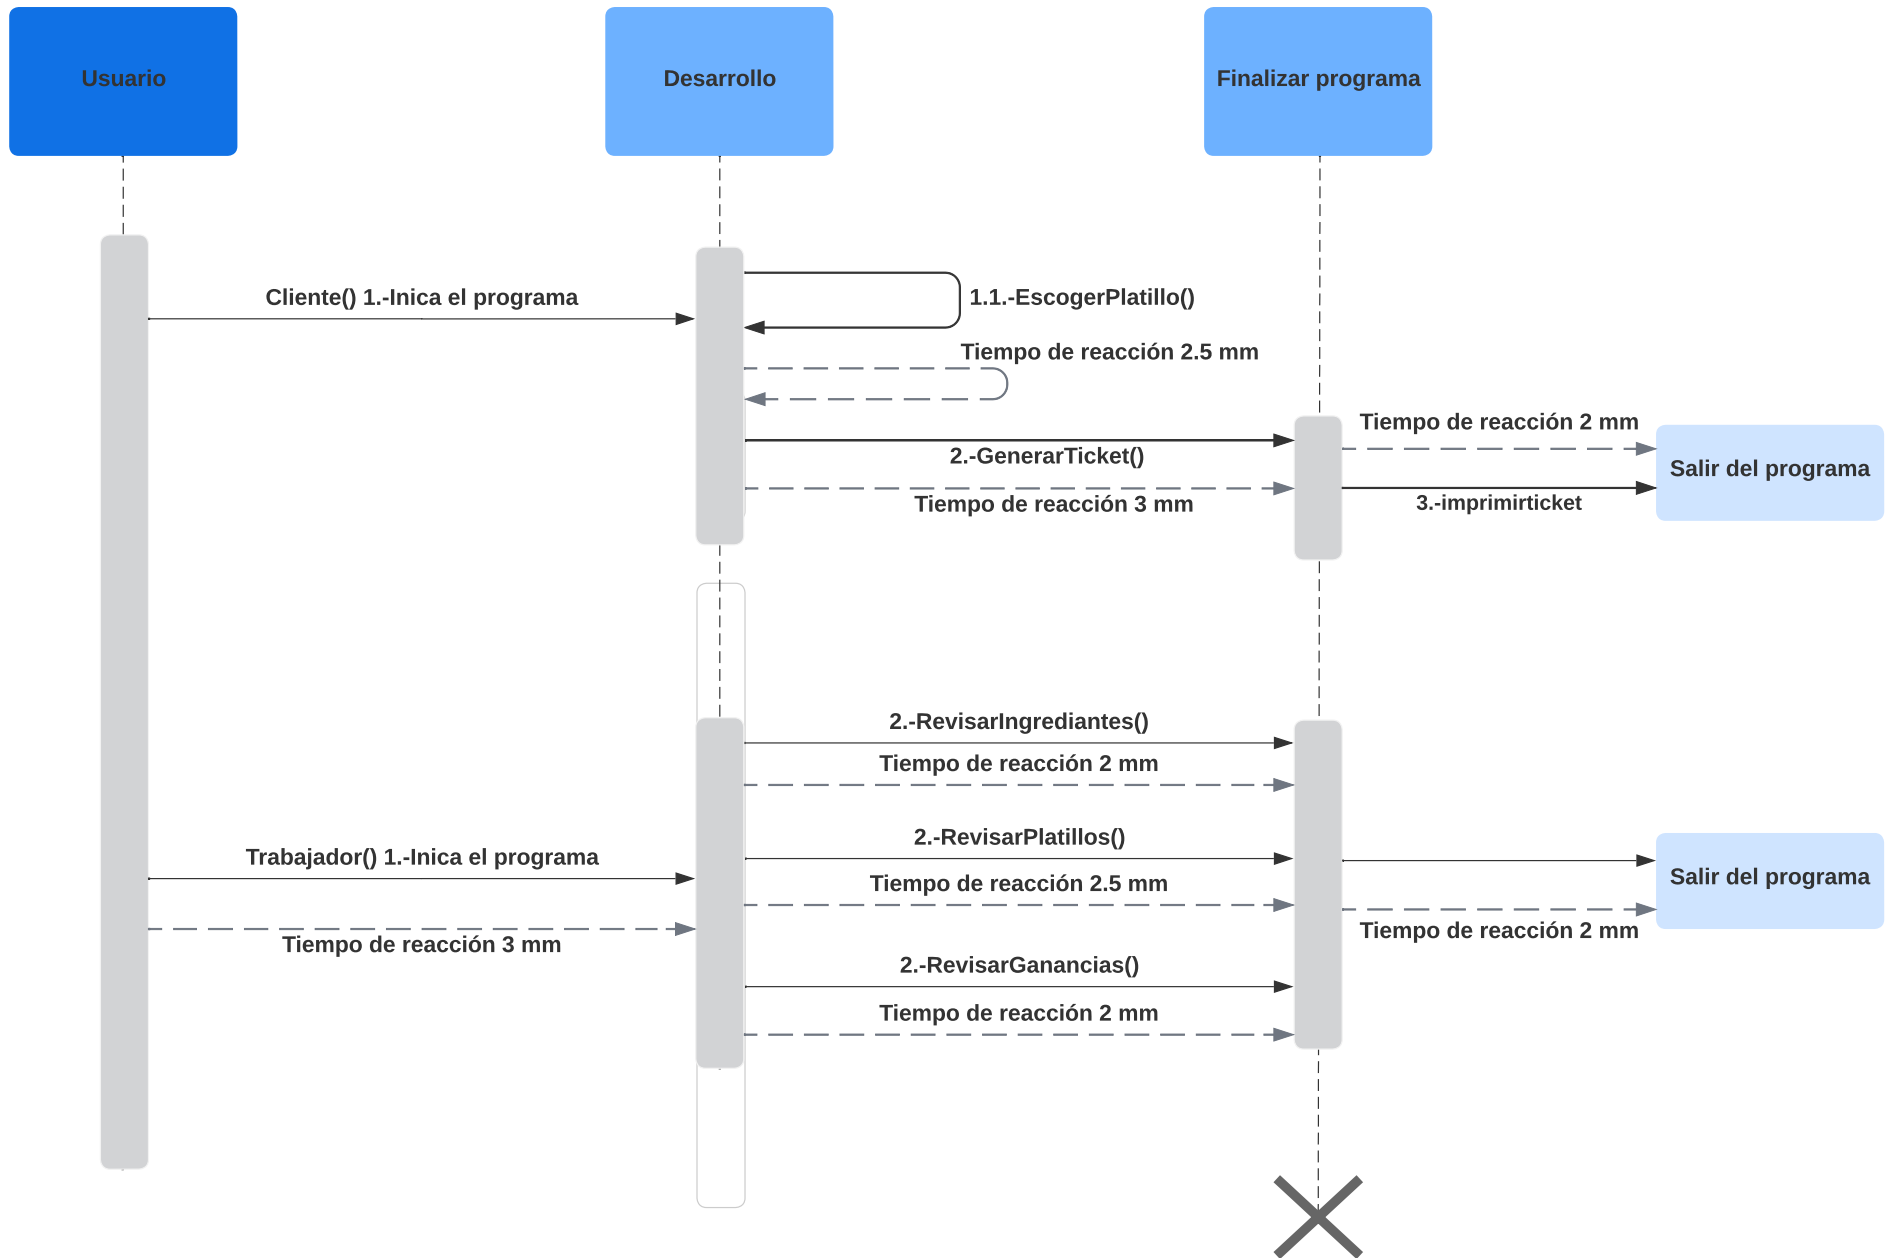 Usuario
Desarrollo
Finalizar programa
Cliente() 1.-Inica el programa
1.1.-EscogerPlatillo()
Tiempo de reacción 2.5 mm
Tiempo de reacción 2 mm
2.-GenerarTicket()
Salir del programa
Tiempo de reacción 3 mm
3.-imprimirticket
2.-RevisarIngrediantes()
Tiempo de reacción 2 mm
2.-RevisarPlatillos()
Trabajador() 1.-Inica el programa
Salir del programa
Tiempo de reacción 2.5 mm
Tiempo de reacción 2 mm
Tiempo de reacción 3 mm
2.-RevisarGanancias()
Tiempo de reacción 2 mm